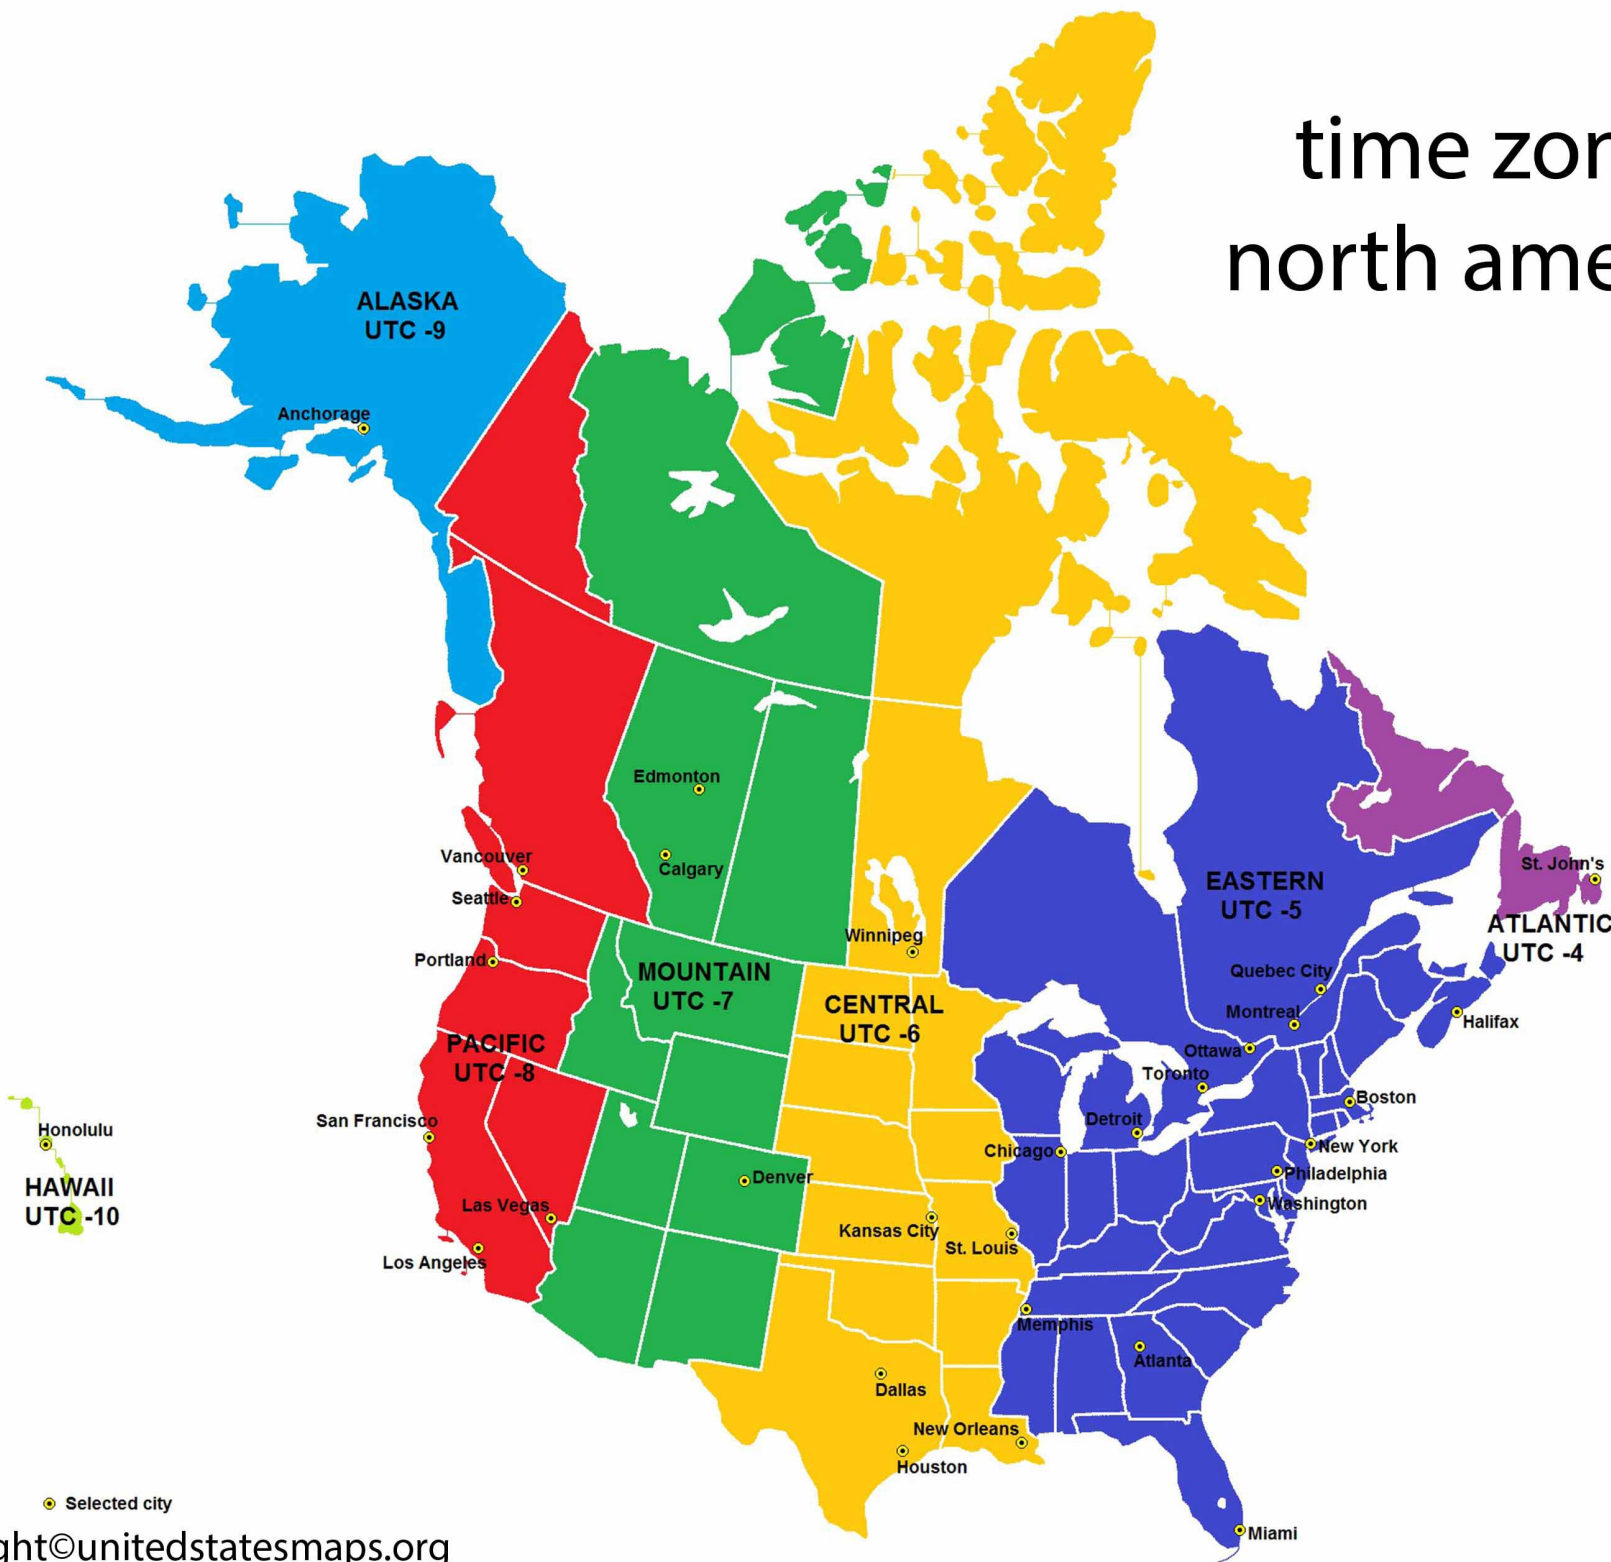 time zon
north ame
ALASKA
UTC -9
Anchorage
Edmonton
Calgary
Vancouver
Seattle
Portland
Winnipeg
MOUNTAIN
UTC -7
CENTRAL
UTC -6
PACIFIC
UTC -8
EASTERN
UTC -5
St. John's
ATLANTIC
UTC -4
Quebec City
Montreal
Halifax
Ottawa
Toronto
Detroit
Boston
New York
Philadelphia
Washington
Chicago
San Francisco
Honolulu
HAWAII
UTC -10
Denver
Las Vegas
Los Angeles
Kansas City
St. Louis
Memphis
Atlanta
Dallas
New Orleans
Houston
Miami
Selected city
ght©unitedstatesmaps.org